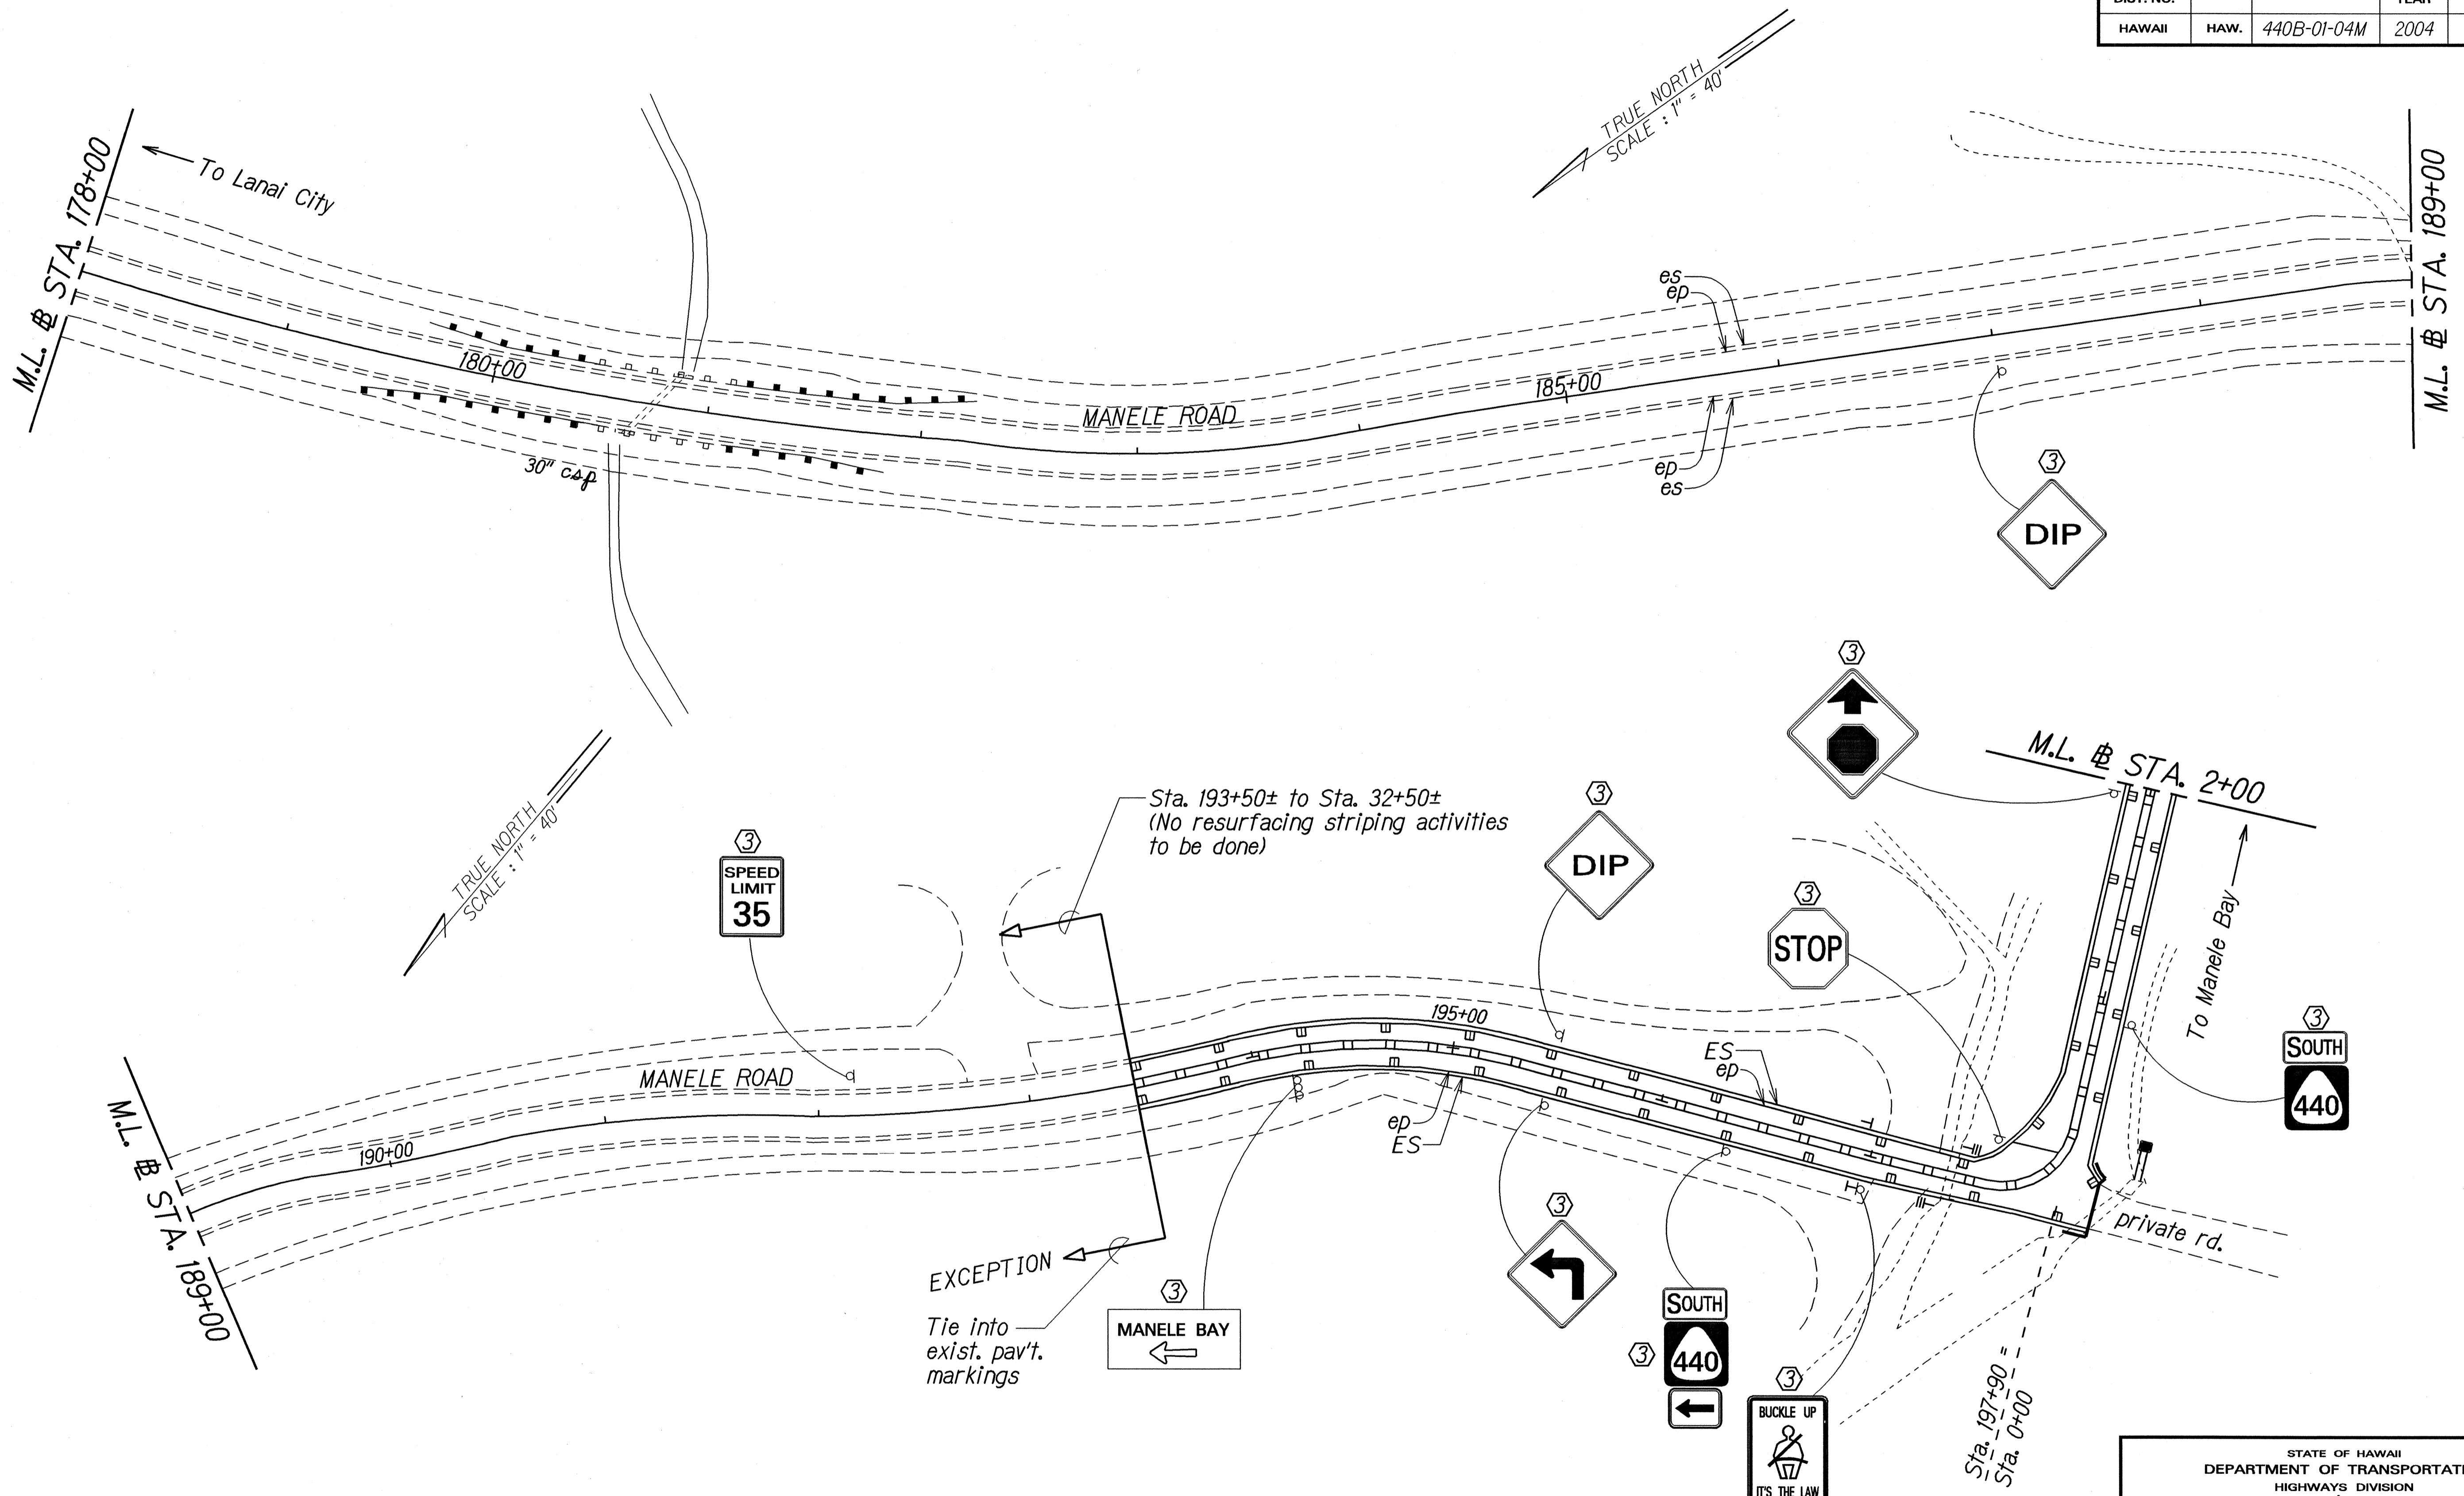 DIST. NO.
YEAR
HAWAII HAW. 440B-01-04M 2004
TRUE NORTH
SCALE : 1" = 40'
M.L. BL STA. 178+00
To Lanai City
180+00
30" csp
MANELE ROAD
185+00
es
ep
ep
es
3
DIP
M.L. BL STA. 189+00
TRUE NORTH
SCALE : 1" = 40'
3
SPEED
LIMIT
35
Sta. 193+50± to Sta. 32+50±
(No resurfacing striping activities
to be done)
3
DIP
3
3
STOP
M.L. BL STA. 2+00
To Manele Bay
3
SOUTH
440
M.L. BL STA. 189+00
190+00
MANELE ROAD
195+00
ES
ep
ep
ES
EXCEPTION
Tie into
exist. pav't.
markings
3
MANELE BAY
3
SOUTH
3
440
3
BUCKLE UP
IT'S THE LAW
private rd.
Sta. 197+90 =
Sta. 0+00
STATE OF HAWAII
DEPARTMENT OF TRANSPORTAT
HIGHWAYS DIVISION